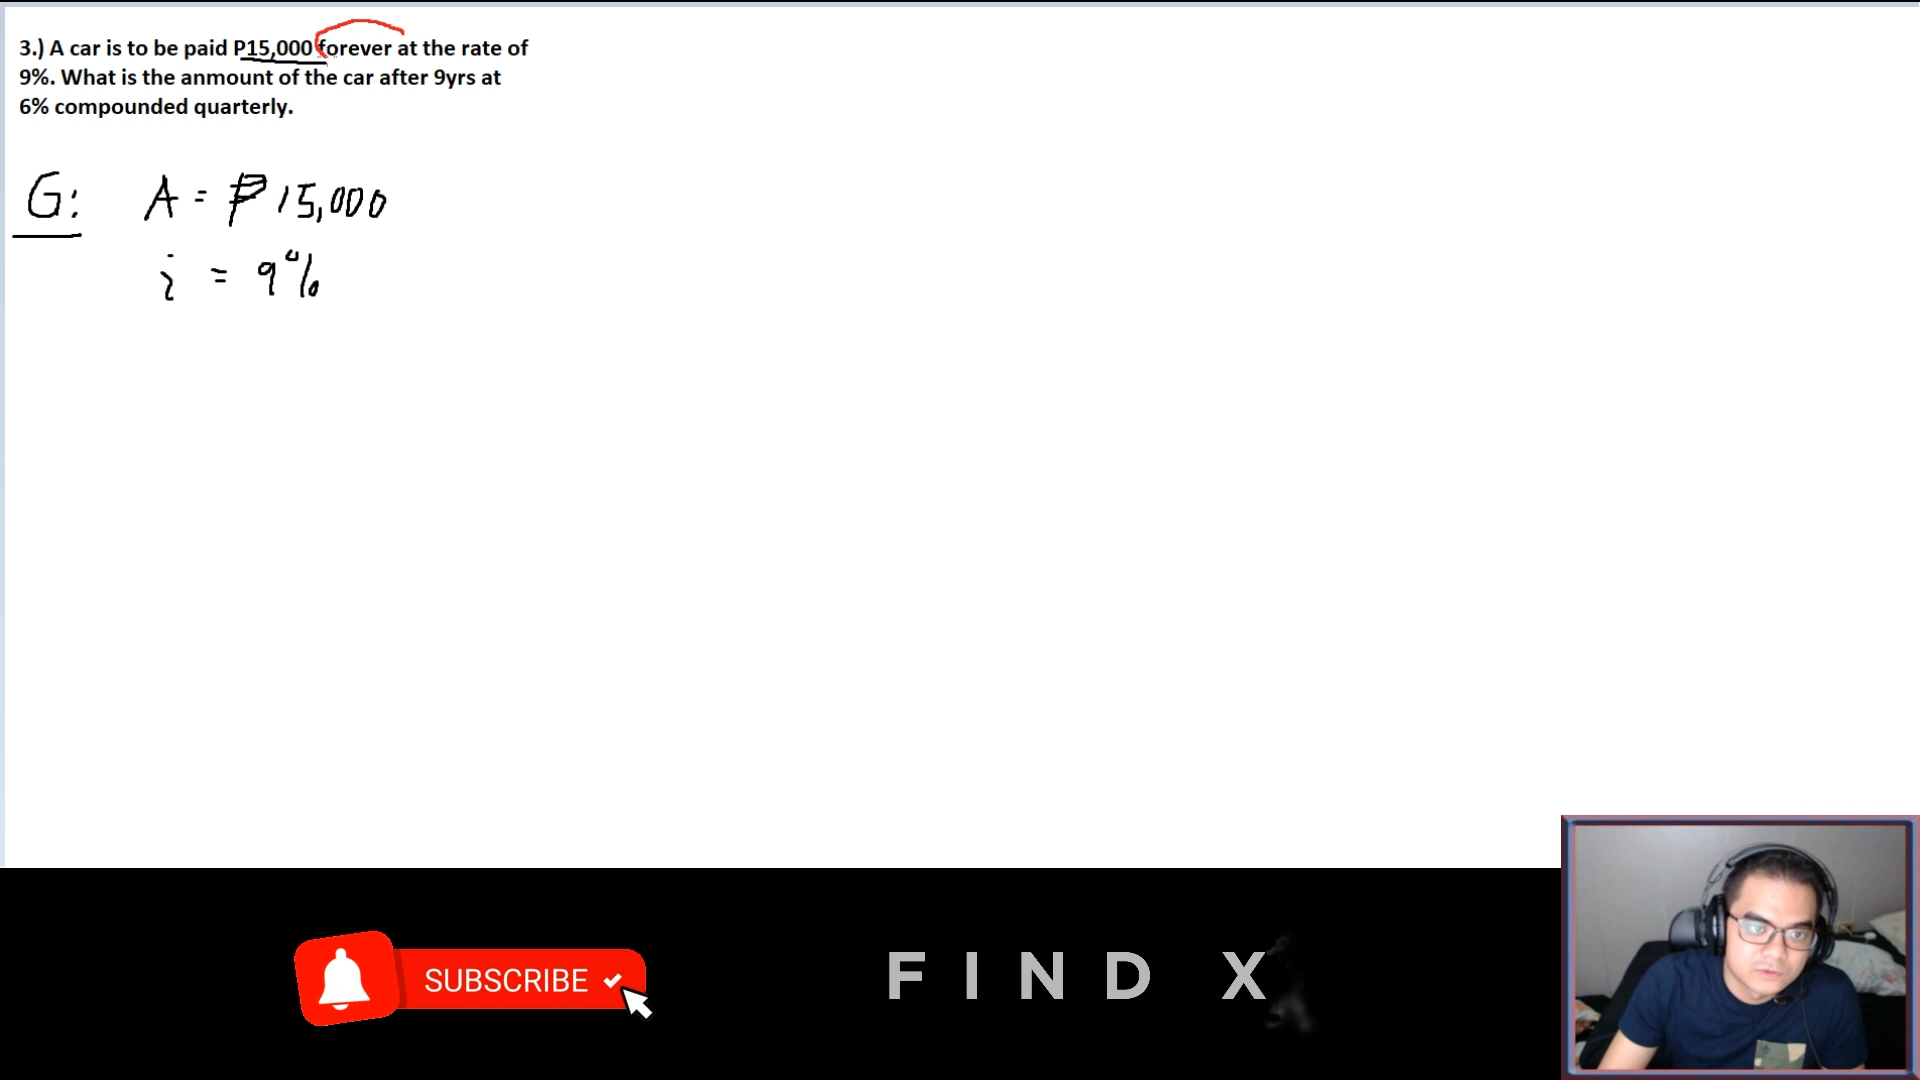 3.) A car is to be paid P15,000 forever at the rate of
9%. What is the anmount of the car after 9yrs at
6% compounded quarterly.
G: A = ₱15,000
i = 9%
SUBSCRIBE
FIND X